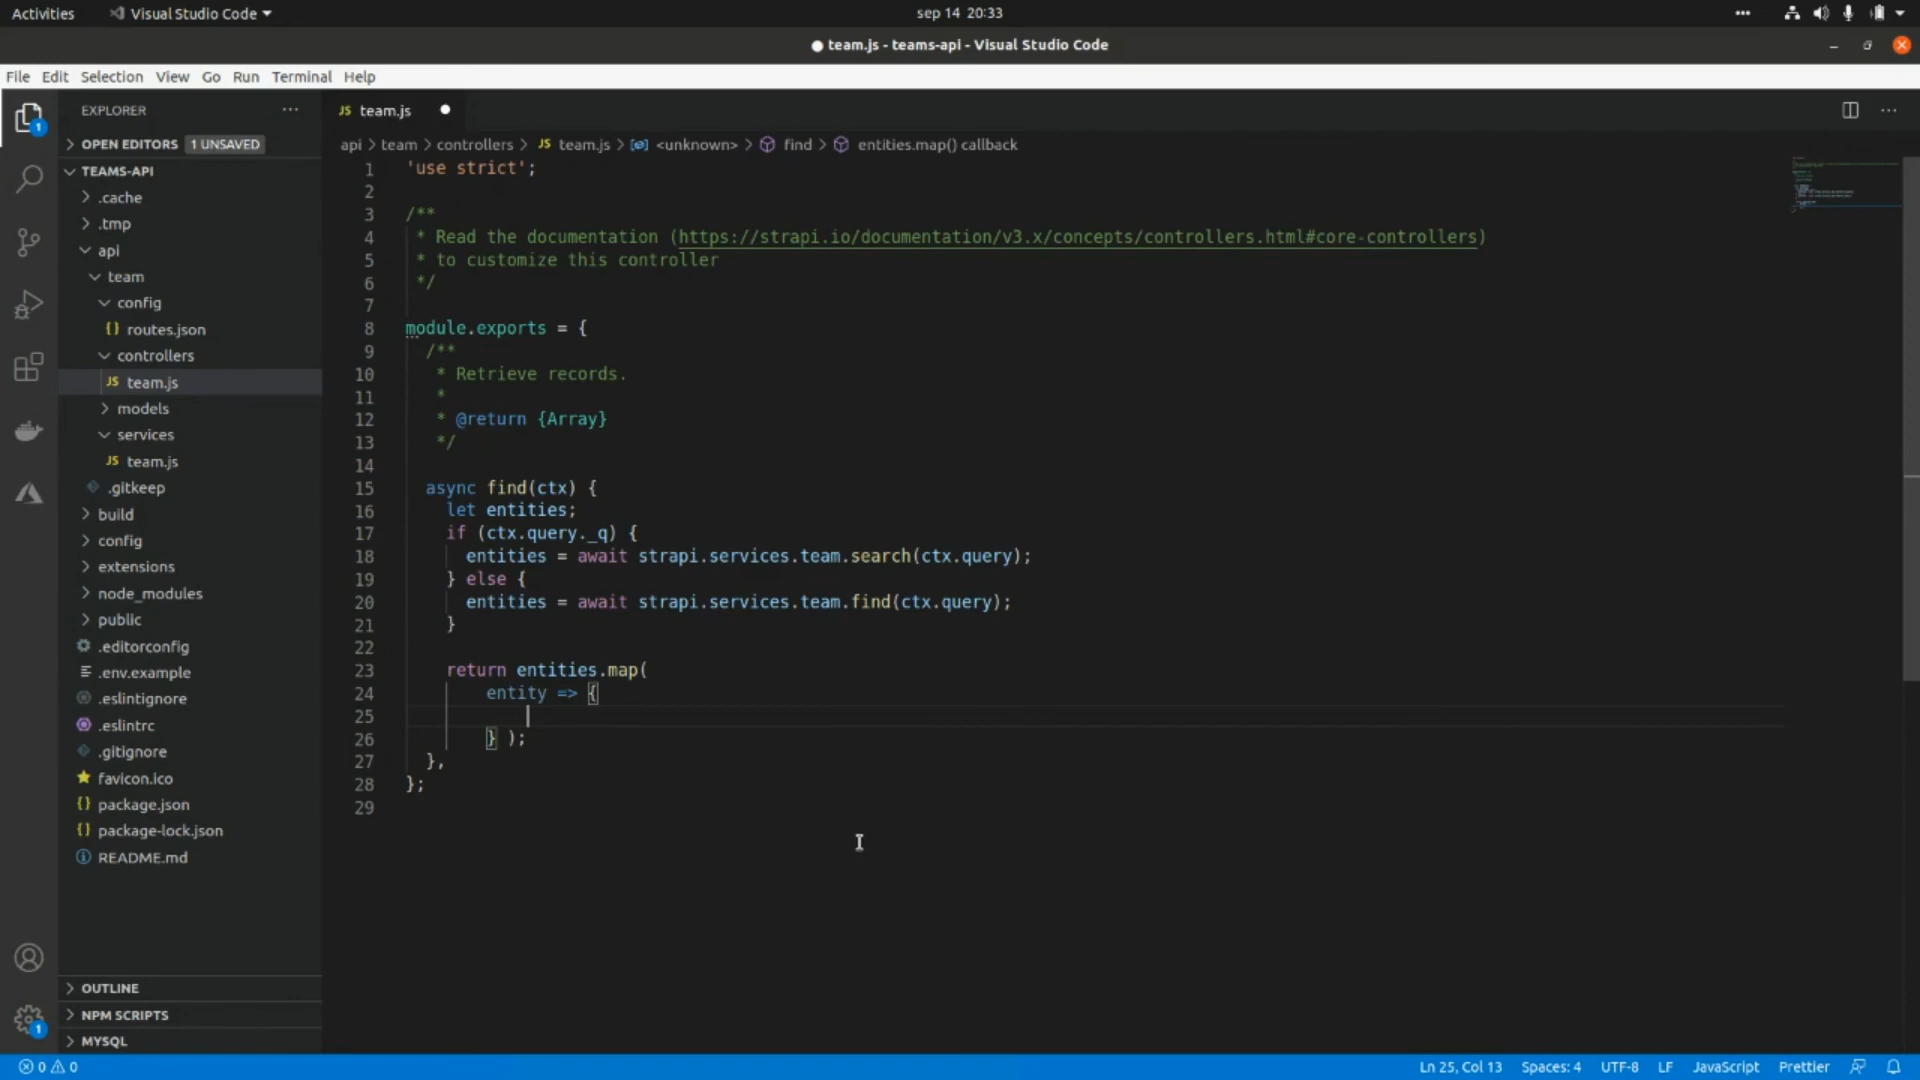 Activities Visual Studio Code sep 14 20:33
● team.js - teams-api - Visual Studio Code
File Edit Selection View Go Run Terminal Help
EXPLORER
OPEN EDITORS 1 UNSAVED
TEAMS-API
.cache
.tmp
api
team
config
{} routes.json
controllers
JS team.js
models
services
JS team.js
.gitkeep
build
config
extensions
node_modules
public
.editorconfig
.env.example
.eslintignore
.eslintrc
.gitignore
favicon.ico
{} package.json
{} package-lock.json
README.md
OUTLINE
NPM SCRIPTS
MYSQL
1
1
JS team.js ●
api > team > controllers > JS team.js > <unknown> > find > entities.map() callback
1 'use strict';
2
3 /**
4 * Read the documentation (https://strapi.io/documentation/v3.x/concepts/controllers.html#core-controllers)
5 * to customize this controller
6 */
7
8 module.exports = {
9 /**
10 * Retrieve records.
11 *
12 * @return {Array}
13 */
14
15 async find(ctx) {
16 let entities;
17 if (ctx.query._q) {
18 entities = await strapi.services.team.search(ctx.query);
19 } else {
20 entities = await strapi.services.team.find(ctx.query);
21 }
22
23 return entities.map(
24 entity => {
25
26 } );
27 },
28 };
29
0 0 Ln 25, Col 13 Spaces: 4 UTF-8 LF JavaScript Prettier